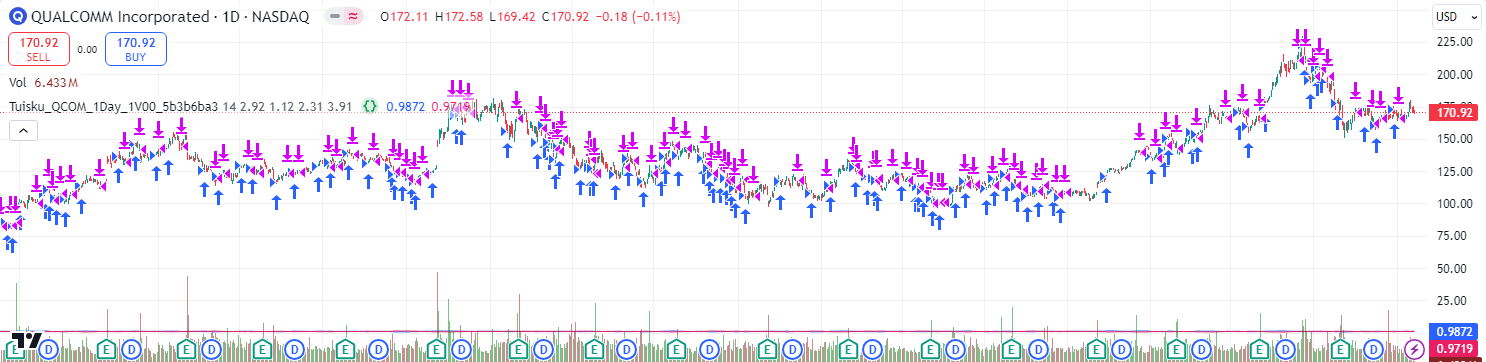 QUALCOMM Incorporated · 1D · NASDAQ O172.11 H172.58 L169.42 C170.92 −0.18 (−0.11%)
USD
170.92 SELL 0.00 170.92 BUY
Vol 6.433 M
Tuisku_QCOM_1Day_1V00_5b3b6ba3 14 2.92 1.12 2.31 3.91 {} 0.9872 0.9719
225.00
200.00
170.92
150.00
125.00
100.00
75.00
50.00
25.00
0.9872
0.9719
E D E D E D E D E D E D E D E D E D E D E D E D E D E D E D E D E D